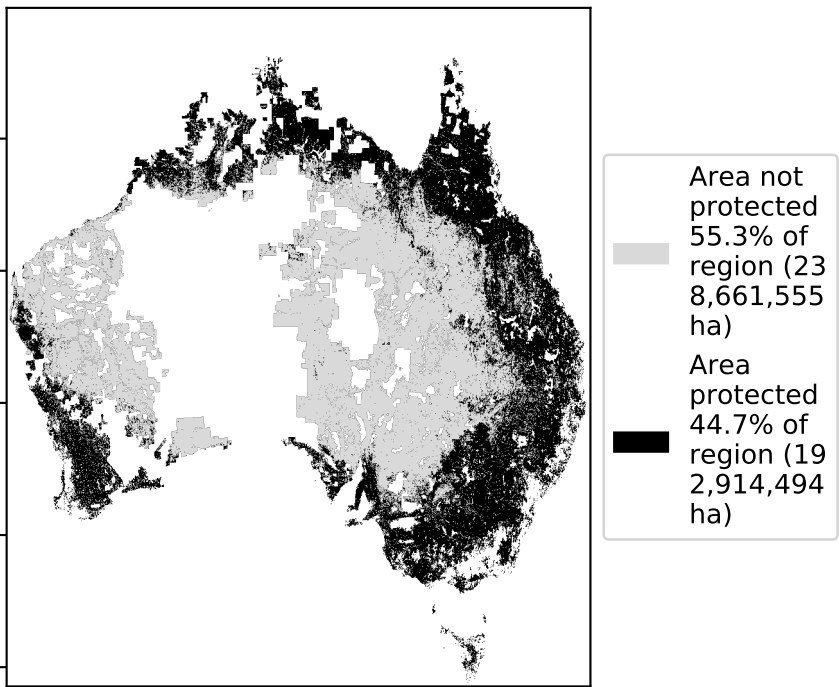 Area not
protected
55.3% of
region (23
8,661,555
ha)
Area
protected
44.7% of
region (19
2,914,494
ha)